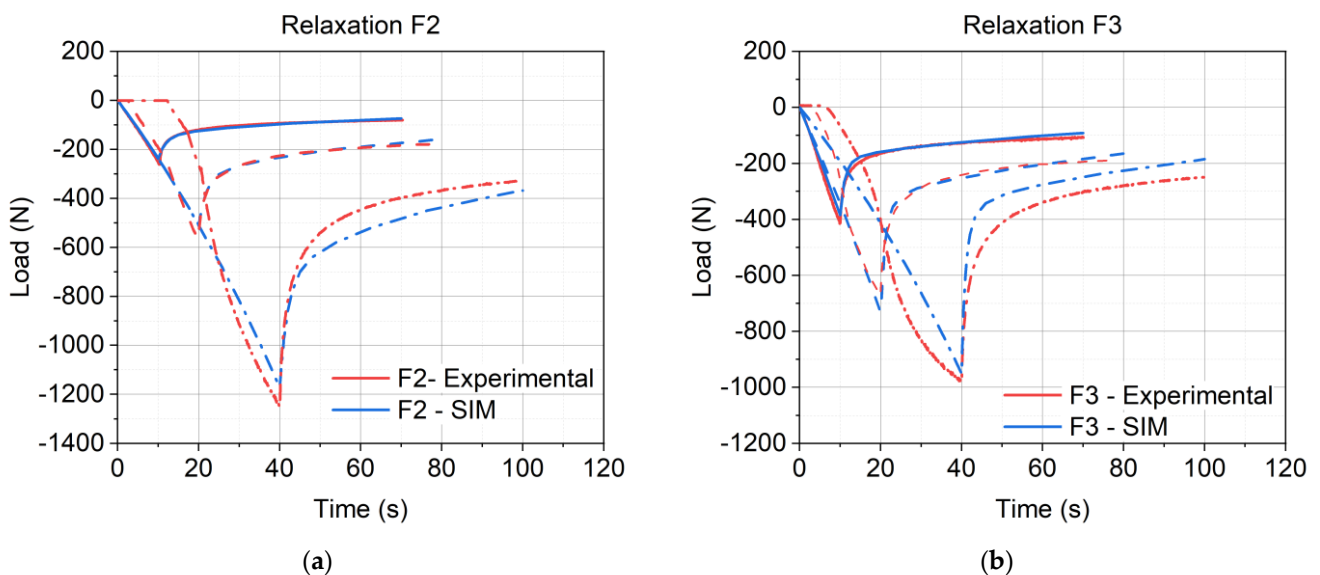 Relaxation F2
200
0
-200
-400
-600
-800
-1000
-1200
-1400
Load (N)
F2- Experimental
F2 - SIM
0 20 40 60 80 100 120
Time (s)
(a)
Relaxation F3
200
0
-200
-400
-600
-800
-1000
-1200
Load (N)
F3 - Experimental
F3 - SIM
0 20 40 60 80 100 120
Time (s)
(b)